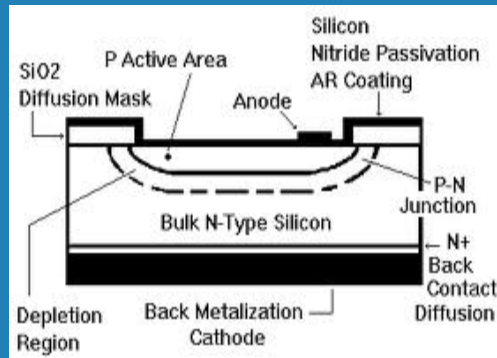 Silicon
Nitride Passivation
AR Coating
P Active Area
SiO2
Diffusion Mask
Anode
P-N
Junction
Bulk N-Type Silicon
N+
Back
Contact
Diffusion
Depletion
Region
Back Metalization
Cathode